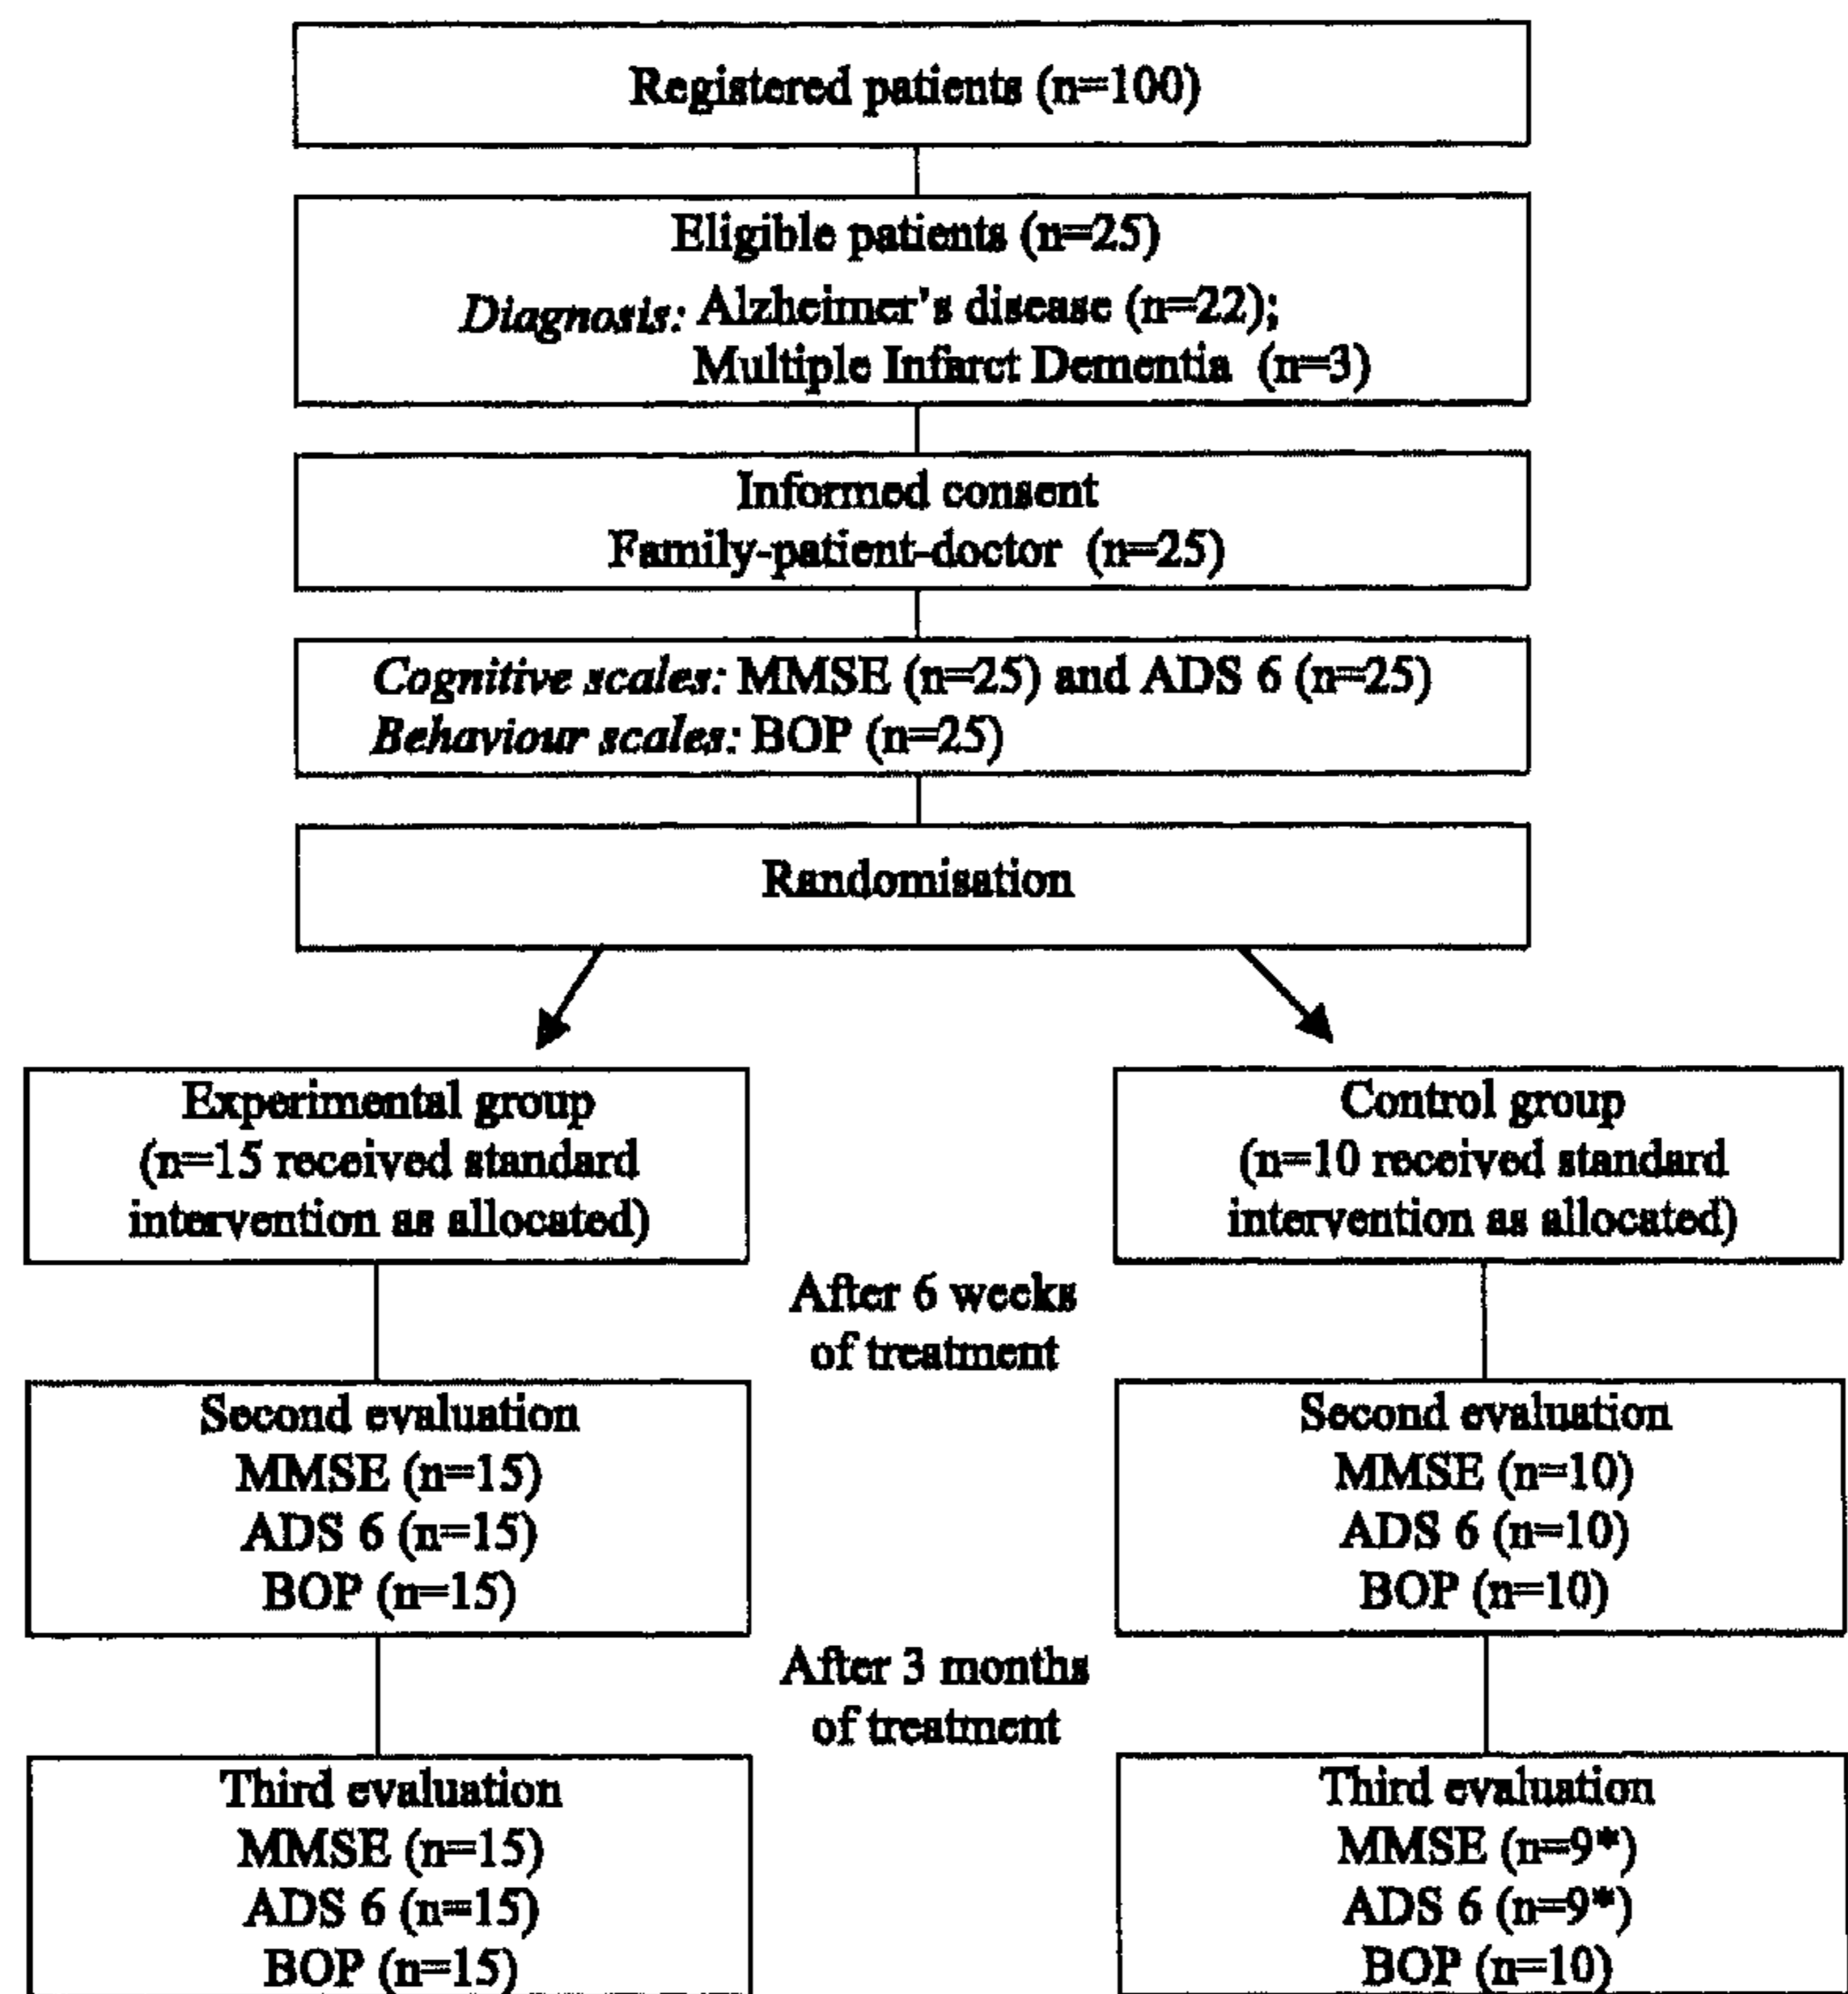 Registered patients (n=100)
Eligible patients (n=25)
Diagnosis: Alzheimer's disease (n=22);
Multiple Infarct Dementia (n=3)
Informed consent
Family-patient-doctor (n=25)
Cognitive scales: MMSE (n=25) and ADS 6 (n=25)
Behaviour scales: BOP (n=25)
Randomisation
Experimental group
(n=15 received standard
intervention as allocated)
Control group
(n=10 received standard
intervention as allocated)
After 6 weeks
of treatment
Second evaluation
MMSE (n=15)
ADS 6 (n=15)
BOP (n=15)
Second evaluation
MMSE (n=10)
ADS 6 (n=10)
BOP (n=10)
After 3 months
of treatment
Third evaluation
MMSE (n=15)
ADS 6 (n=15)
BOP (n=15)
Third evaluation
MMSE (n=9*)
ADS 6 (n=9*)
BOP (n=10)